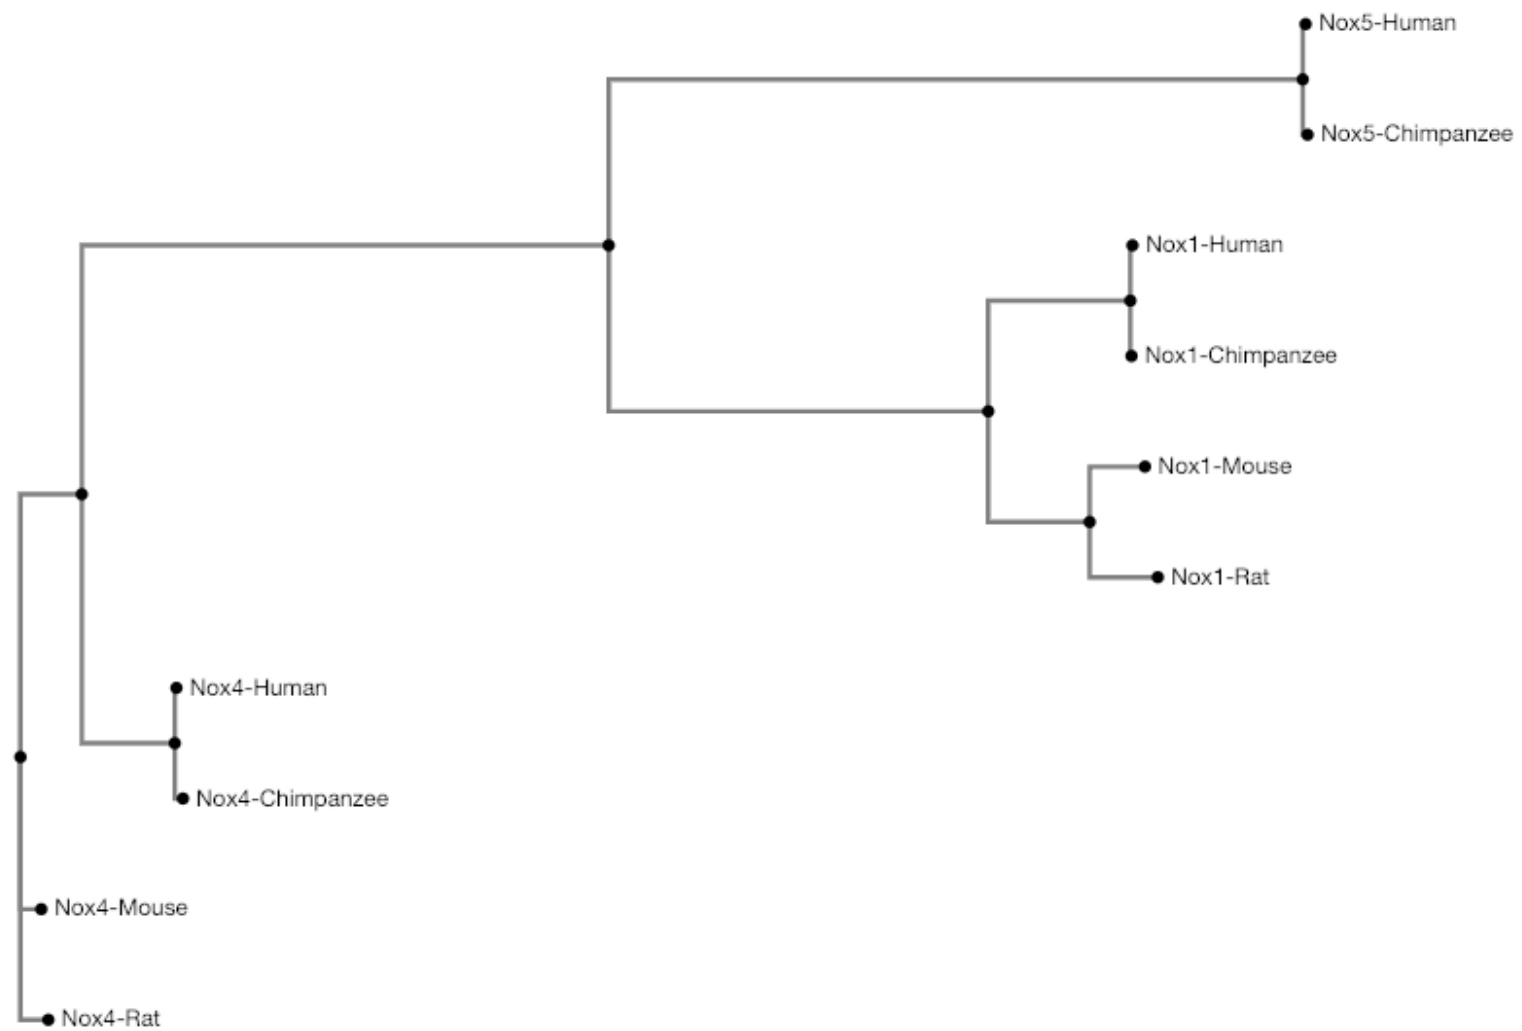 Nox5-Human
Nox5-Chimpanzee
Nox1-Human
Nox1-Chimpanzee
Nox1-Mouse
Nox1-Rat
Nox4-Human
Nox4-Chimpanzee
Nox4-Mouse
Nox4-Rat